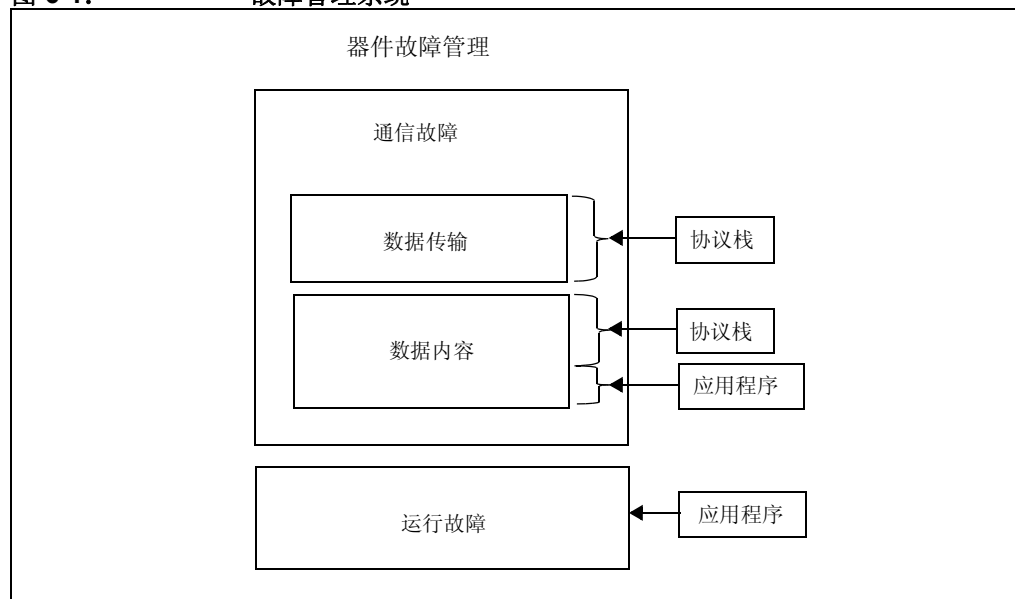 器件故障管理
通信故障
数据传输
协议栈
数据内容
协议栈
应用程序
运行故障
应用程序